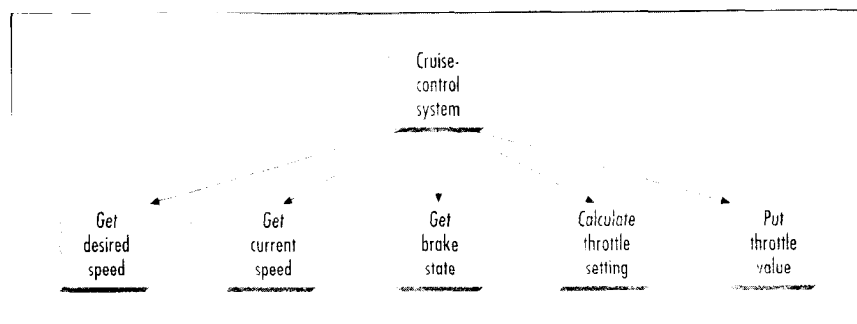 Cruise-
control
system
Get
desired
speed
Get
current
speed
Get
brake
state
Calculate
throttle
setting
Put
throttle
value